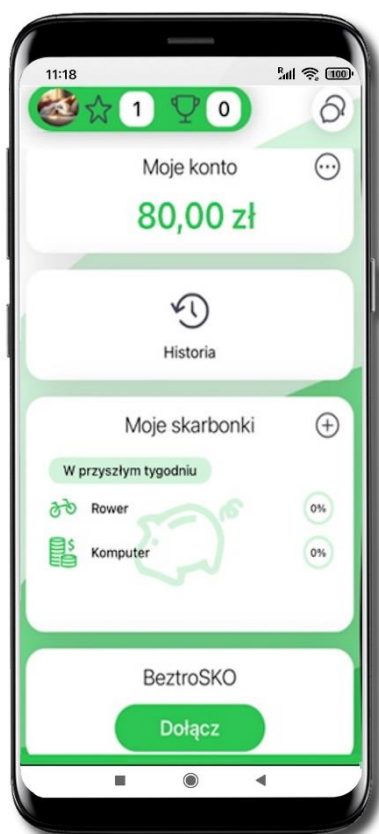 11:18
R
100
1
0
Moje konto
80,00 zł
Historia
Moje skarbonki
W przyszłym tygodniu
Rower
0%
$
Komputer
0%
BeztroSKO
Dołącz